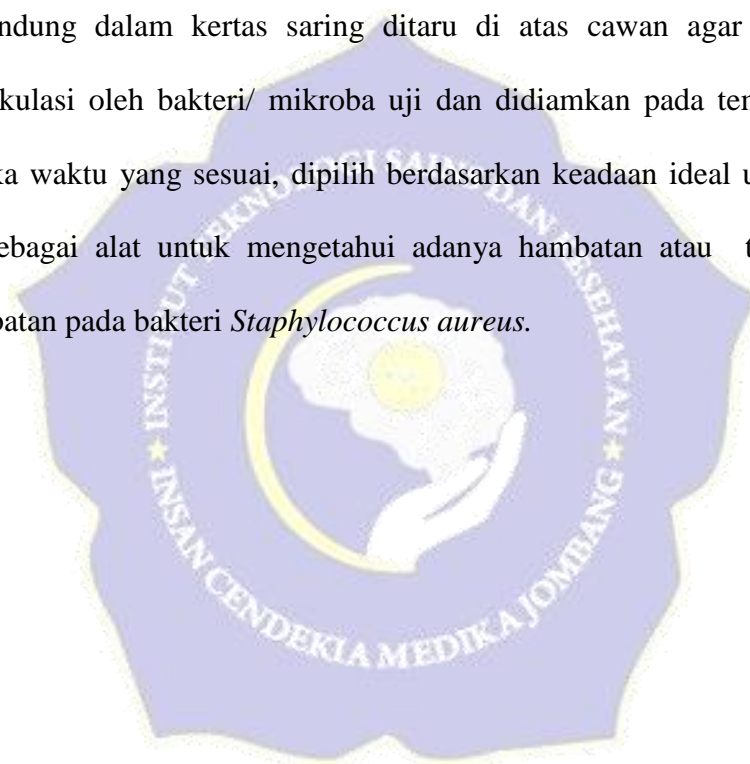 ndung dalam kertas saring ditaru di atas cawan agar
kulasi oleh bakteri/ mikroba uji dan didiamkan pada ter
ka waktu yang sesuai, dipilih berdasarkan keadaan ideal u
ebagai alat untuk mengetahui adanya hambatan atau t
batan pada bakteri Staphylococcus aureus.
INSTITUT TEKNOLOGI SAINS DAN KESEHATAN
INSAN CENDEKIA MEDIKA JOMBANG